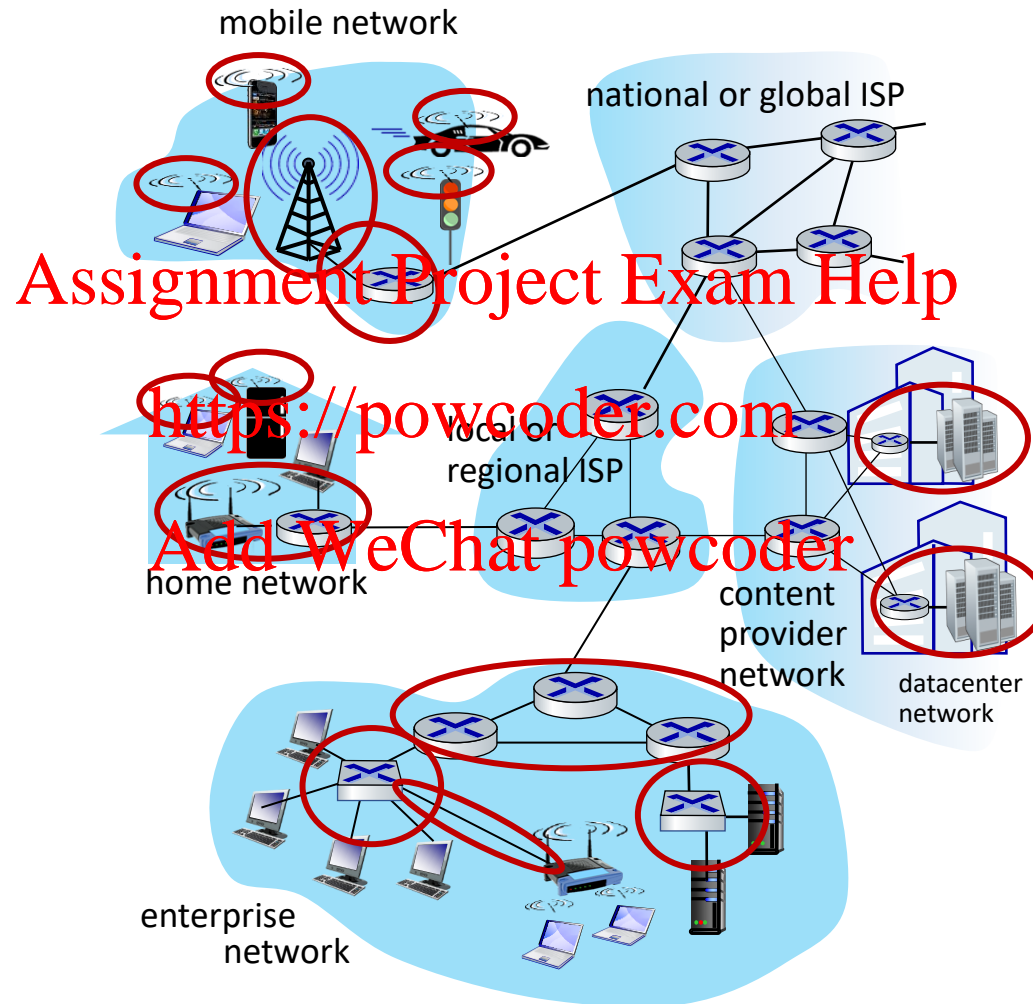 mobile network
national or global ISP
Assignment Project Exam Help
https://powcoder.com
local or
regional ISP
Add WeChat powcoder
home network
content
provider
network
datacenter
network
enterprise
network